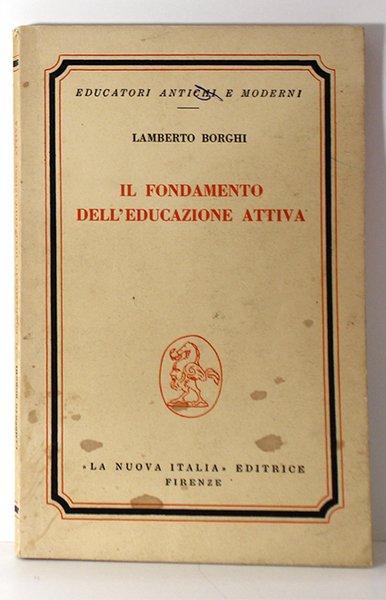 EDUCATORI ANTICHI E MODERNI
LAMBERTO BORGHI
IL FONDAMENTO
DELL'EDUCAZIONE ATTIVA
«LA NUOVA ITALIA» EDITRICE
FIRENZE